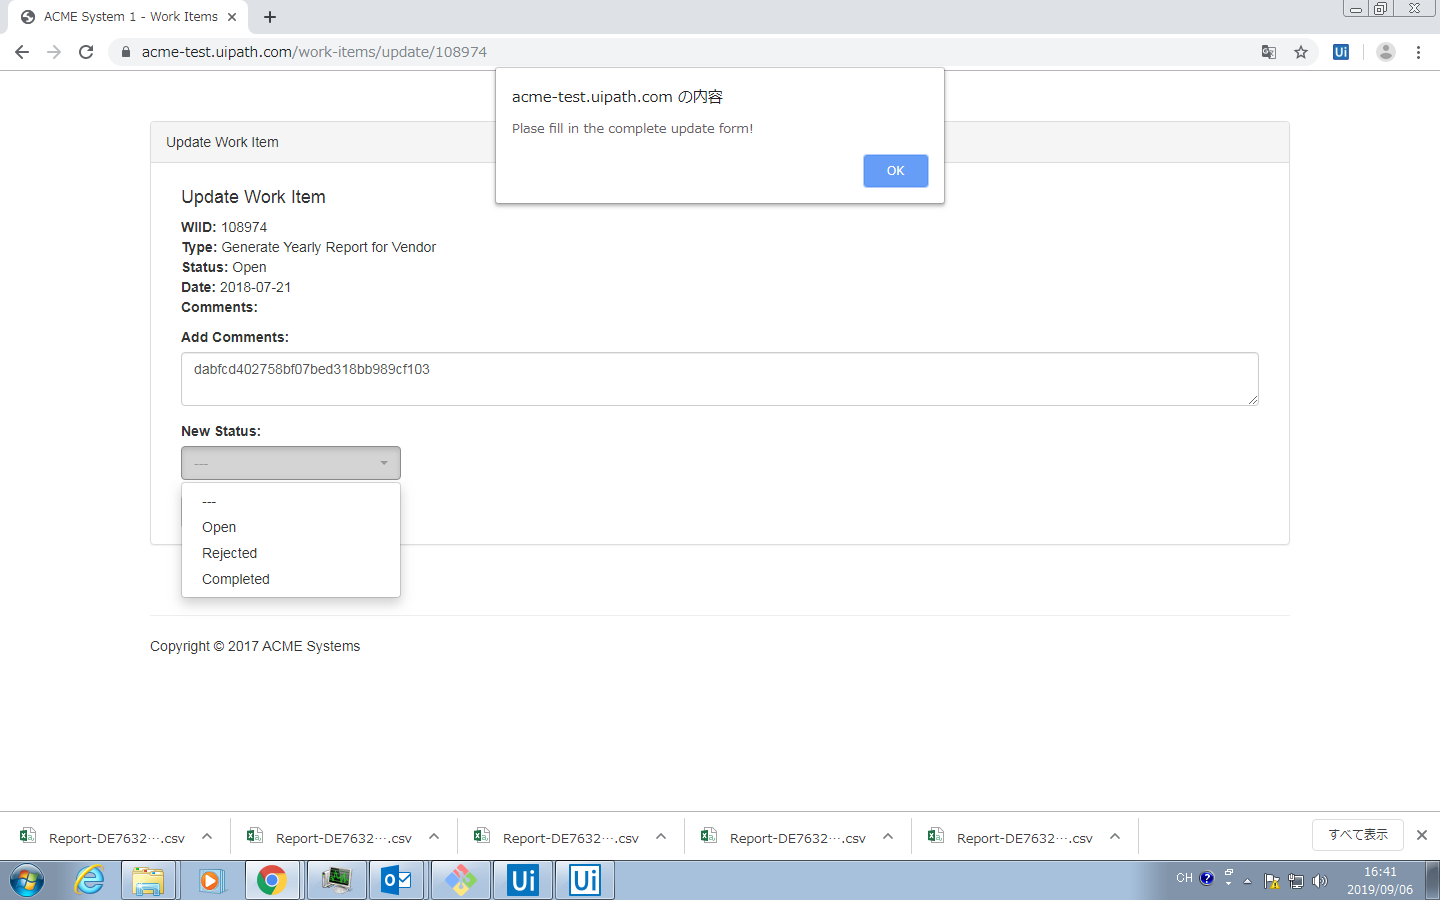 ACME System 1 - Work Items
acme-test.uipath.com/work-items/update/108974
Ui
acme-test.uipath.com の内容
Plase fill in the complete update form!
OK
Update Work Item
Update Work Item
WIID: 108974
Type: Generate Yearly Report for Vendor
Status: Open
Date: 2018-07-21
Comments:
Add Comments:
dabfcd402758bf07bed318bb989cf103
New Status:
---
---
Open
Rejected
Completed
Copyright © 2017 ACME Systems
Report-DE7632….csv
Report-DE7632….csv
Report-DE7632….csv
Report-DE7632….csv
Report-DE7632….csv
すべて表示
Ui
Ui
CH
16:41
2019/09/06